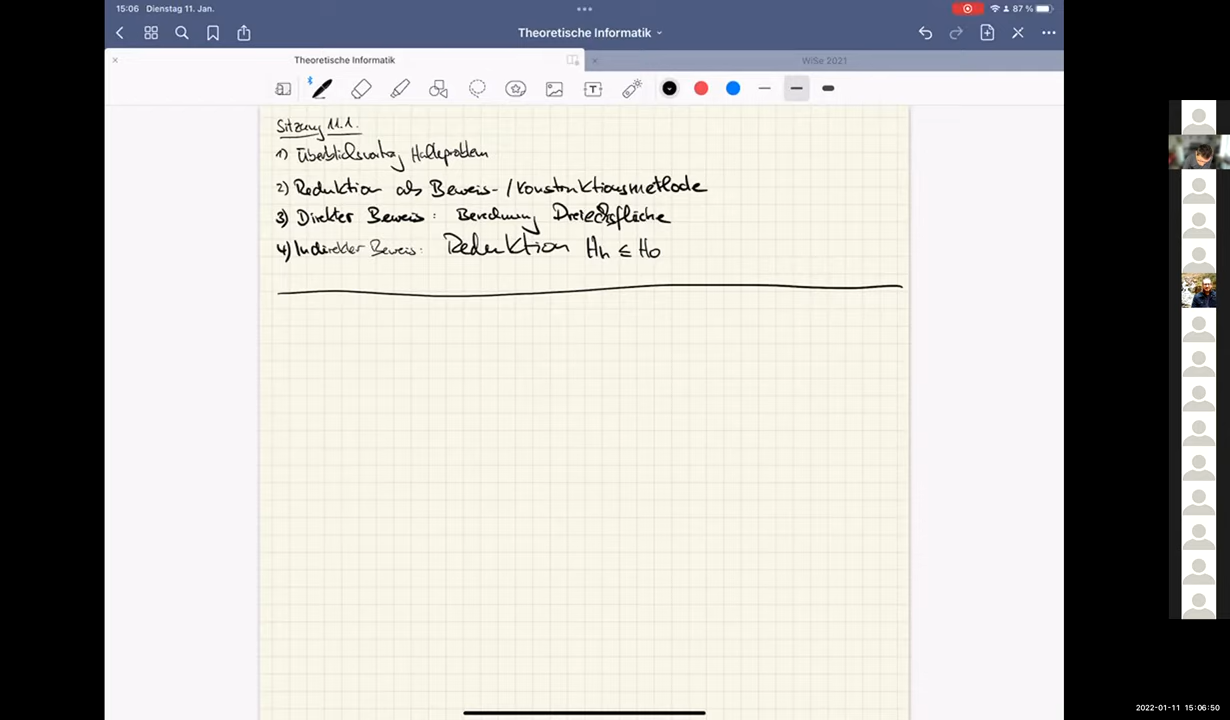 15:06 Dienstag 11. Jan.
87 %
Theoretische Informatik
Theoretische Informatik
WiSe 2021
Sitzung 11.1.
1) Überblicksvortrag Halteproblem
2) Reduktion als Beweis-/Konstruktionsmethode
3) Direkter Beweis: Berechnung Dreiecksfläche
4) Indirekter Beweis: Reduktion Hh ≤ H0
2022-01-11 15:06:50